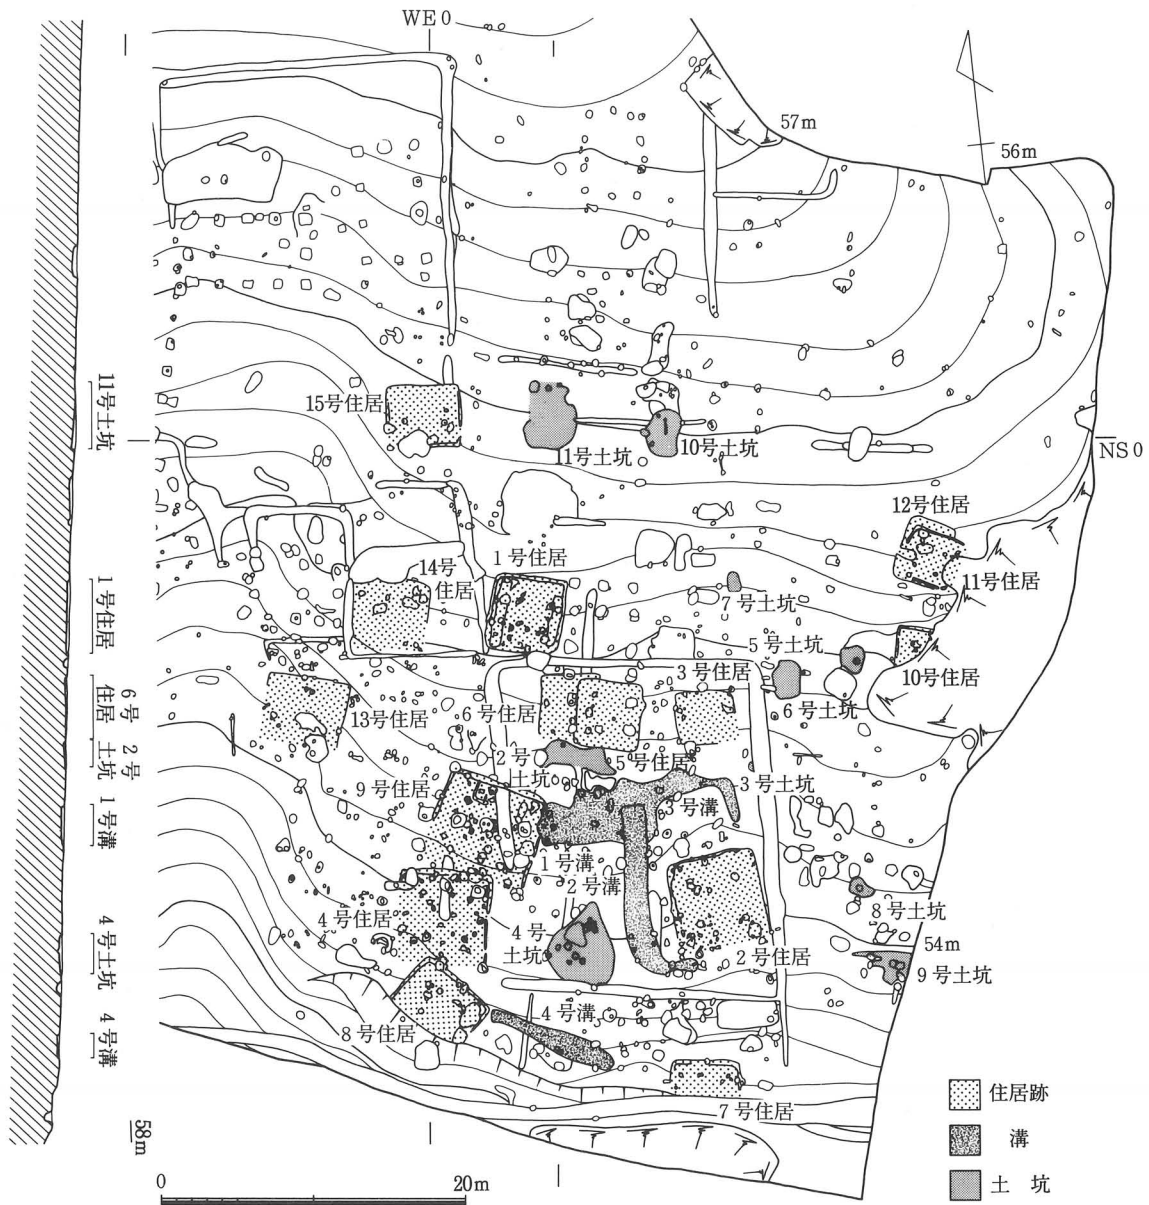 WE 0
57m
56m
NS 0
15号住居
11号土坑
10号土坑
12号住居
11号住居
1号住居
14号
住居
7号土坑
5号土坑
10号住居
3号住居
6号土坑
13号住居
6号住居
2号
土坑
5号住居
3号土坑
9号住居
3号溝
1号溝
2号溝
8号土坑
4号住居
4号
土坑
2号住居
54m
9号土坑
8号住居
4号溝
7号住居
11号土坑
1号住居
6号
住居
2号
土坑
1号溝
4号土坑
4号溝
58m
0
20m
住居跡
溝
土坑